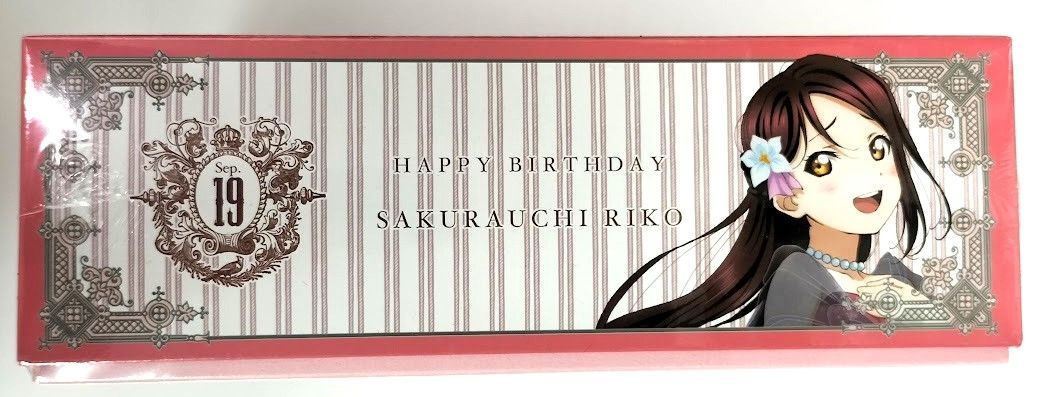 Sep.
19
HAPPY BIRTHDAY
SAKURAUCHI RIKO